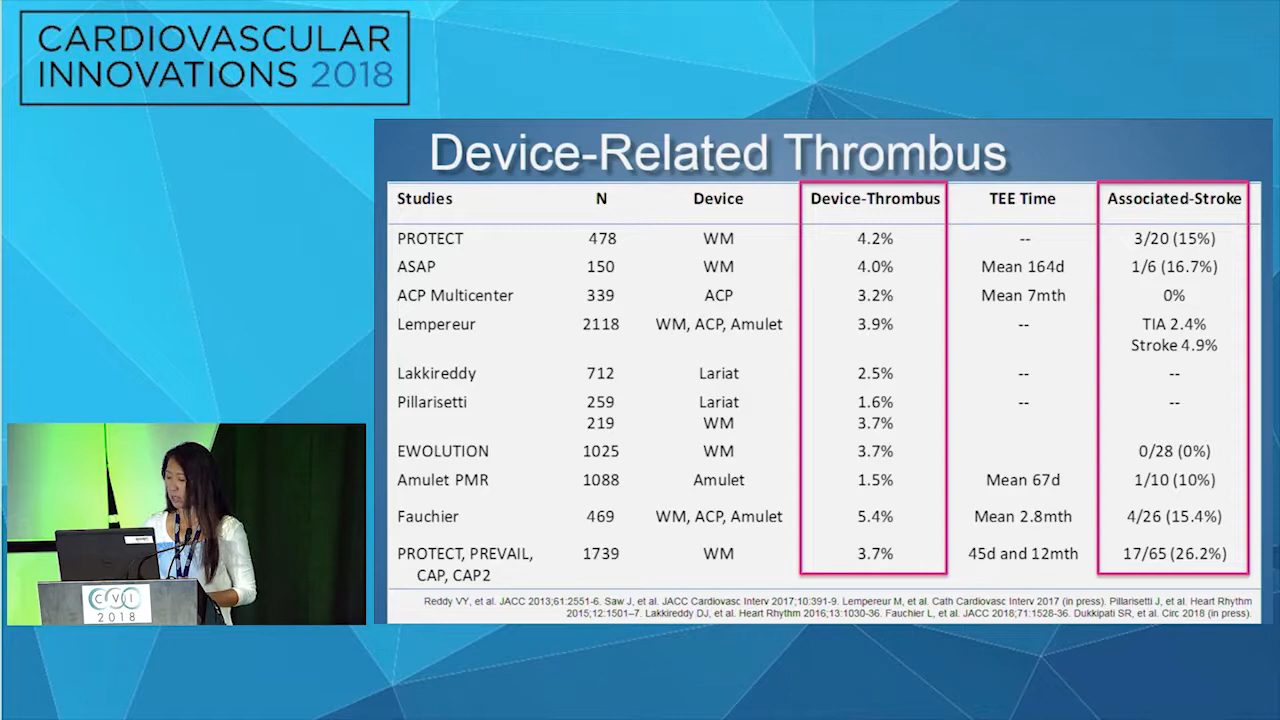 CARDIOVASCULAR
INNOVATIONS 2018
Device-Related Thrombus
Studies N Device Device-Thrombus TEE Time Associated-Stroke
PROTECT 478 WM 4.2% -- 3/20 (15%)
ASAP 150 WM 4.0% Mean 164d 1/6 (16.7%)
ACP Multicenter 339 ACP 3.2% Mean 7mth 0%
Lempereur 2118 WM, ACP, Amulet 3.9% -- TIA 2.4%
Stroke 4.9%
Lakkireddy 712 Lariat 2.5% -- --
Pillarisetti 259 Lariat 1.6% -- --
219 WM 3.7%
EWOLUTION 1025 WM 3.7% 0/28 (0%)
Amulet PMR 1088 Amulet 1.5% Mean 67d 1/10 (10%)
Fauchier 469 WM, ACP, Amulet 5.4% Mean 2.8mth 4/26 (15.4%)
PROTECT, PREVAIL, 1739 WM 3.7% 45d and 12mth 17/65 (26.2%)
CAP, CAP2
Reddy VY, et al. JACC 2013;61:2551-6. Saw J, et al. JACC Cardiovasc Interv 2017;10:391-9. Lempereur M, et al. Cath Cardiovasc Interv 2017 (in press). Pillarisetti J, et al. Heart Rhythm
2015;12:1501–7. Lakkireddy DJ, et al. Heart Rhythm 2016;13:1030-36. Fauchier L, et al. JACC 2018;71:1528-36. Dukkipati SR, et al. Circ 2018 (in press).
CVI
2018